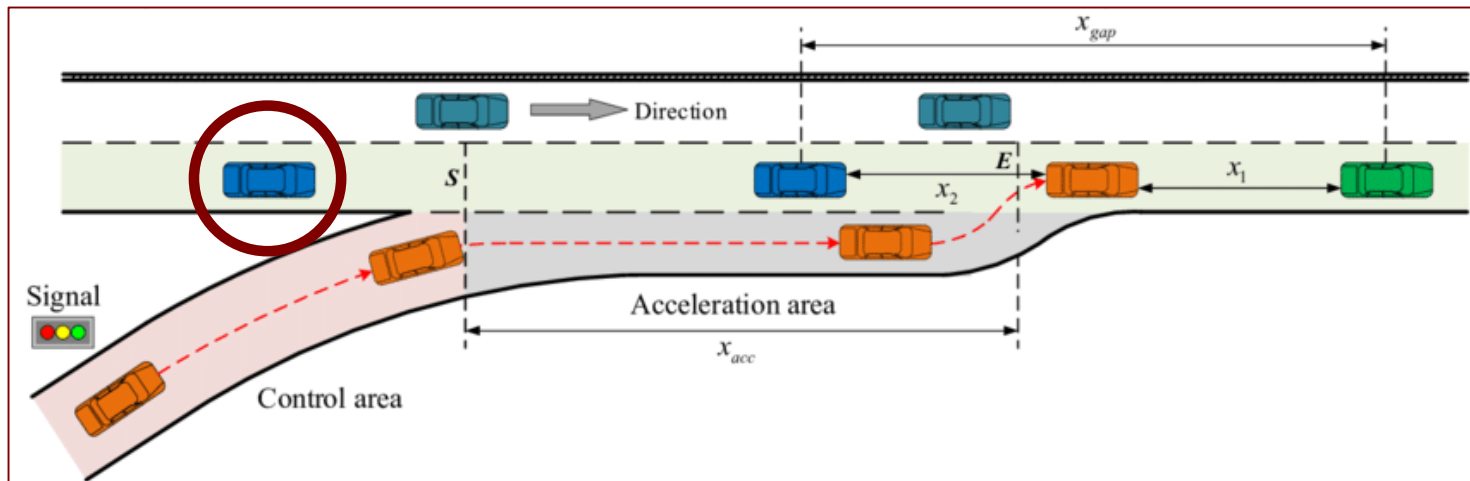 x_gap
Direction
S
E
x_2
x_1
Signal
Acceleration area
x_acc
Control area